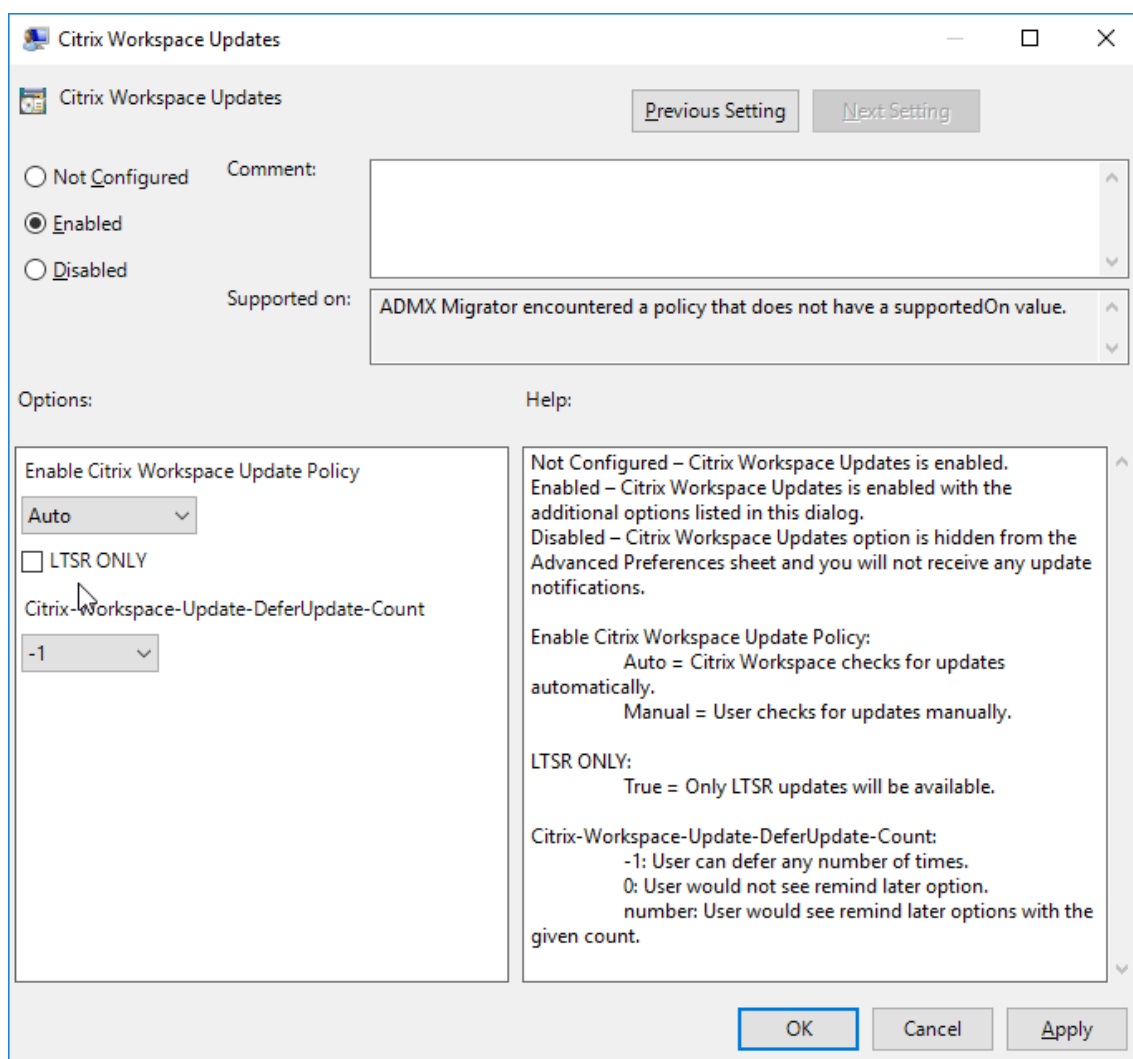 Citrix Workspace Updates
Citrix Workspace Updates
Previous Setting
Next Setting
Not Configured
Comment:
Enabled
Disabled
Supported on:
ADMX Migrator encountered a policy that does not have a supportedOn value.
Options:
Help:
Enable Citrix Workspace Update Policy
Auto
LTSR ONLY
Citrix-Workspace-Update-DeferUpdate-Count
-1
Not Configured – Citrix Workspace Updates is enabled.
Enabled – Citrix Workspace Updates is enabled with the
additional options listed in this dialog.
Disabled – Citrix Workspace Updates option is hidden from the
Advanced Preferences sheet and you will not receive any update
notifications.
Enable Citrix Workspace Update Policy:
Auto = Citrix Workspace checks for updates
automatically.
Manual = User checks for updates manually.
LTSR ONLY:
True = Only LTSR updates will be available.
Citrix-Workspace-Update-DeferUpdate-Count:
-1: User can defer any number of times.
0: User would not see remind later option.
number: User would see remind later options with the
given count.
OK
Cancel
Apply